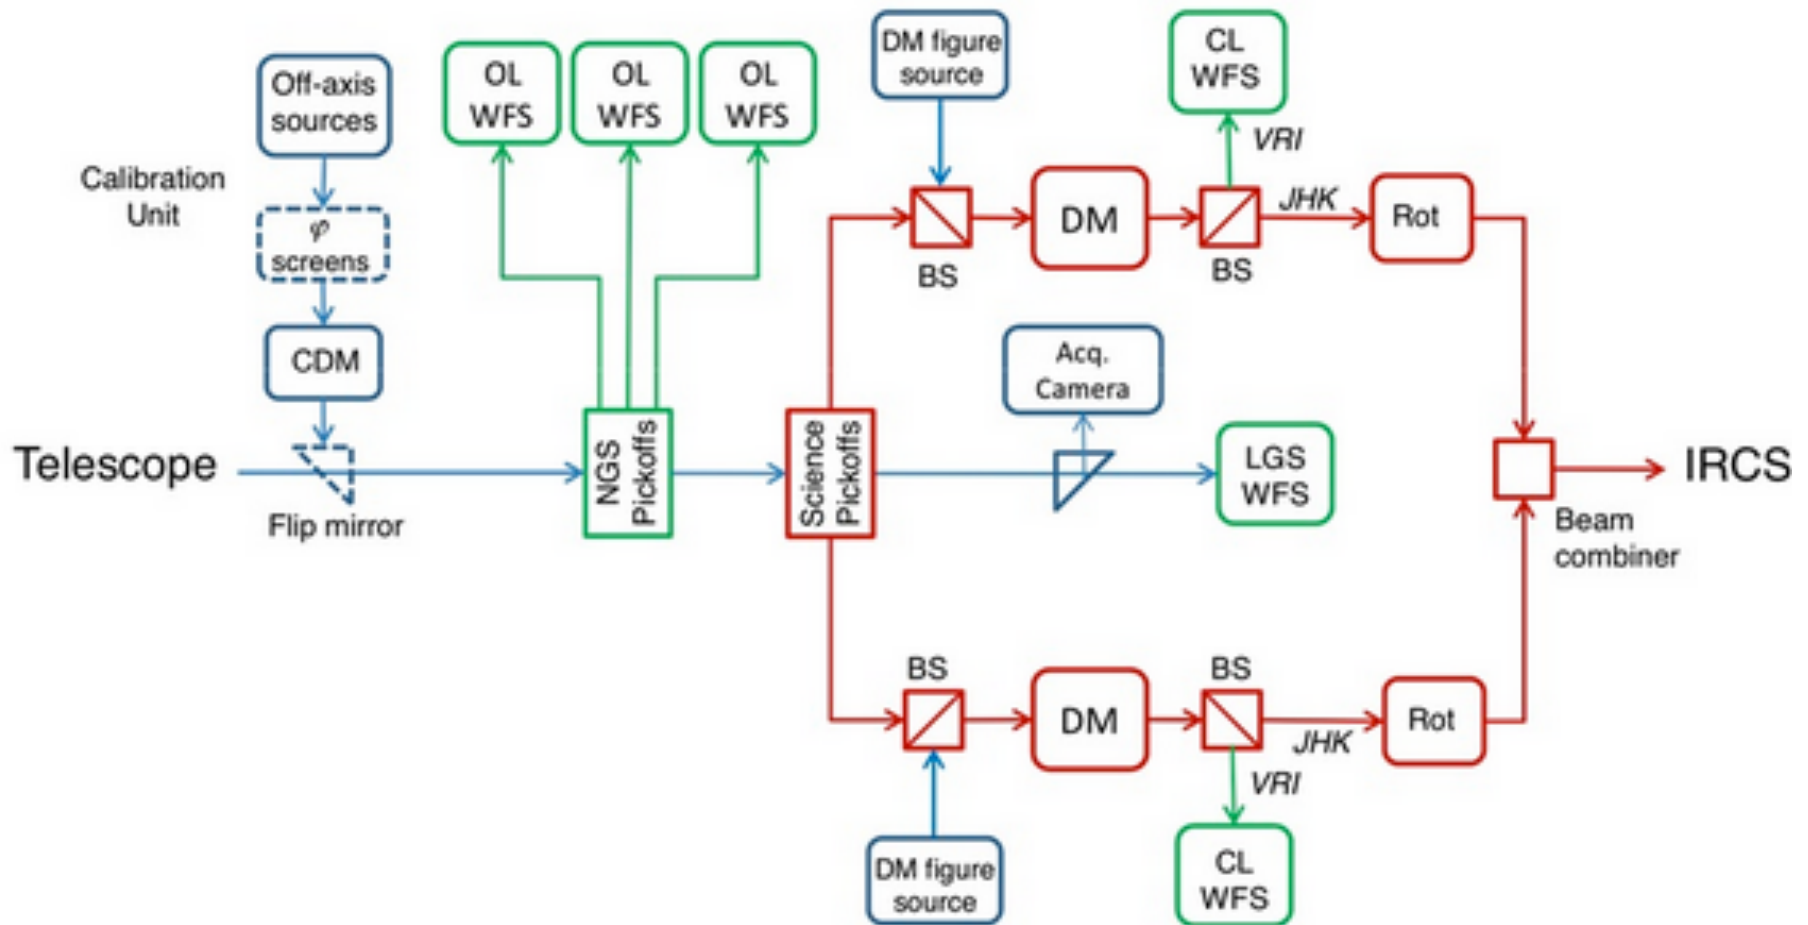 Off-axis
sources
Calibration
Unit
φ
screens
CDM
Telescope
Flip mirror
OL
WFS
OL
WFS
OL
WFS
NGS
Pickoffs
Science
Pickoffs
DM figure
source
BS
DM
BS
CL
WFS
VRI
JHK
Rot
Acq.
Camera
LGS
WFS
IRCS
Beam
combiner
BS
DM
BS
JHK
Rot
VRI
DM figure
source
CL
WFS